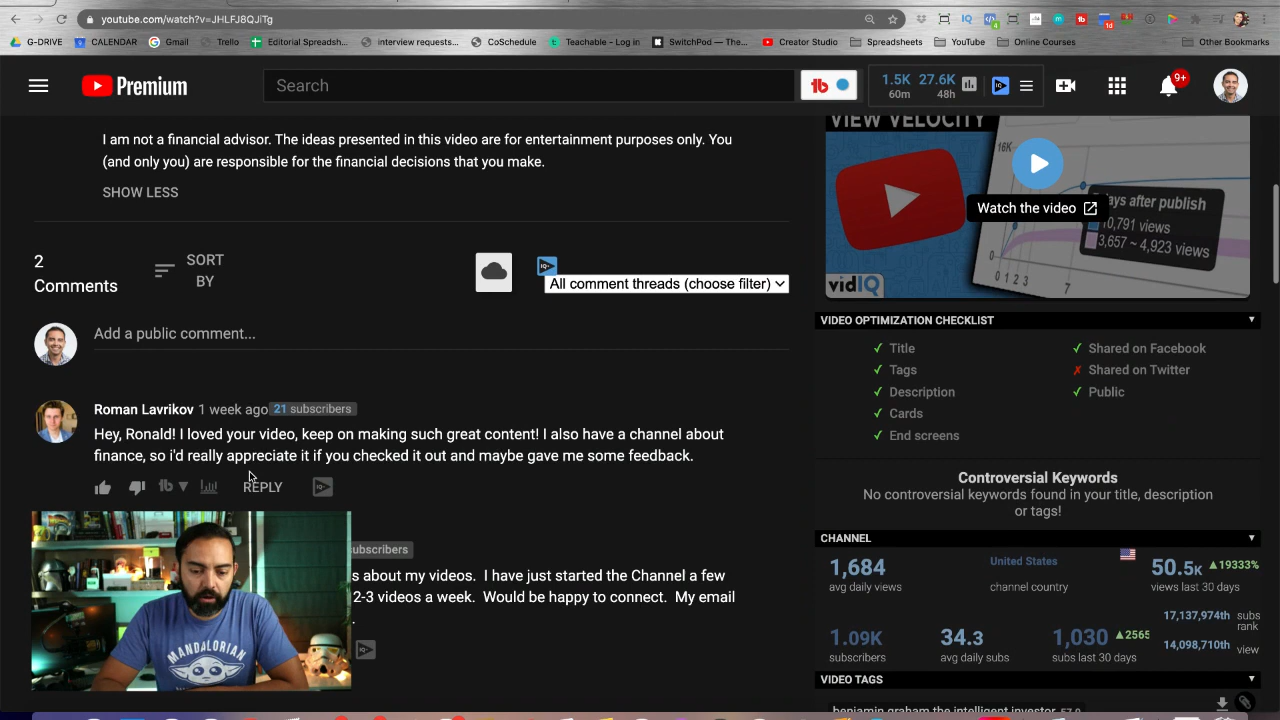 youtube.com/watch?v=JHLFJ8QJiTg
G-DRIVE CALENDAR Gmail Trello Editorial Spreadsh... interview requests... CoSchedule Teachable - Log in SwitchPod — The... Creator Studio Spreadsheets YouTube Online Courses Other Bookmarks
Premium
Search
tb
1.5K 27.6K
60m 48h
9+
I am not a financial advisor. The ideas presented in this video are for entertainment purposes only. You
(and only you) are responsible for the financial decisions that you make.
SHOW LESS
2
Comments
SORT
BY
All comment threads (choose filter)
Add a public comment...
Roman Lavrikov 1 week ago 21 subscribers
Hey, Ronald! I loved your video, keep on making such great content! I also have a channel about
finance, so i'd really appreciate it if you checked it out and maybe gave me some feedback.
tb REPLY
ubscribers
s about my videos. I have just started the Channel a few
2-3 videos a week. Would be happy to connect. My email
.
MANDALORIAN
VIEW VELOCITY
16K
Watch the video
ays after publish
10,791 views
3,657 ~ 4,923 views
0 1 2 3 7
vidIQ
VIDEO OPTIMIZATION CHECKLIST
✓ Title ✓ Shared on Facebook
✓ Tags ✗ Shared on Twitter
✓ Description ✓ Public
✓ Cards
✓ End screens
Controversial Keywords
No controversial keywords found in your title, description
or tags!
CHANNEL
1,684
avg daily views
United States
channel country
50.5K ▲19333%
views last 30 days
17,137,974th subs
rank
1.09K
subscribers
34.3
avg daily subs
1,030 ▲2565
subs last 30 days
14,098,710th view
VIDEO TAGS
benjamin graham the intelligent investor 57.9